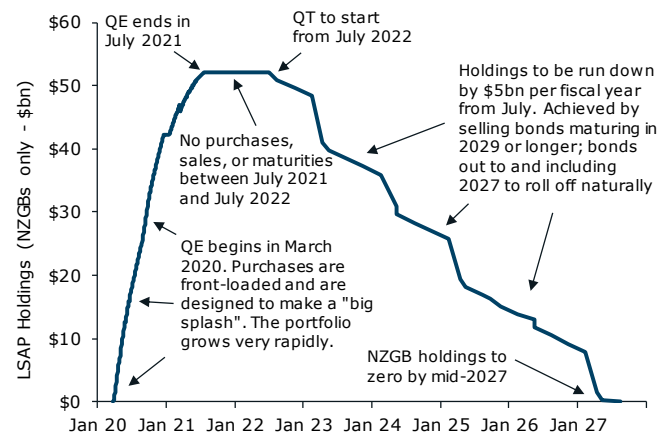 $60
$50
$40
$30
$20
$10
$0
LSAP Holdings (NZGBs only - $bn)
QE ends in
July 2021
QT to start
from July 2022
Holdings to be run down
by $5bn per fiscal year
from July. Achieved by
selling bonds maturing in
2029 or longer; bonds
out to and including
2027 to roll off naturally
No purchases,
sales, or maturities
between July 2021
and July 2022
QE begins in March
2020. Purchases are
front-loaded and are
designed to make a "big
splash". The portfolio
grows very rapidly.
NZGB holdings to
zero by mid-2027
Jan 20 Jan 21 Jan 22 Jan 23 Jan 24 Jan 25 Jan 26 Jan 27